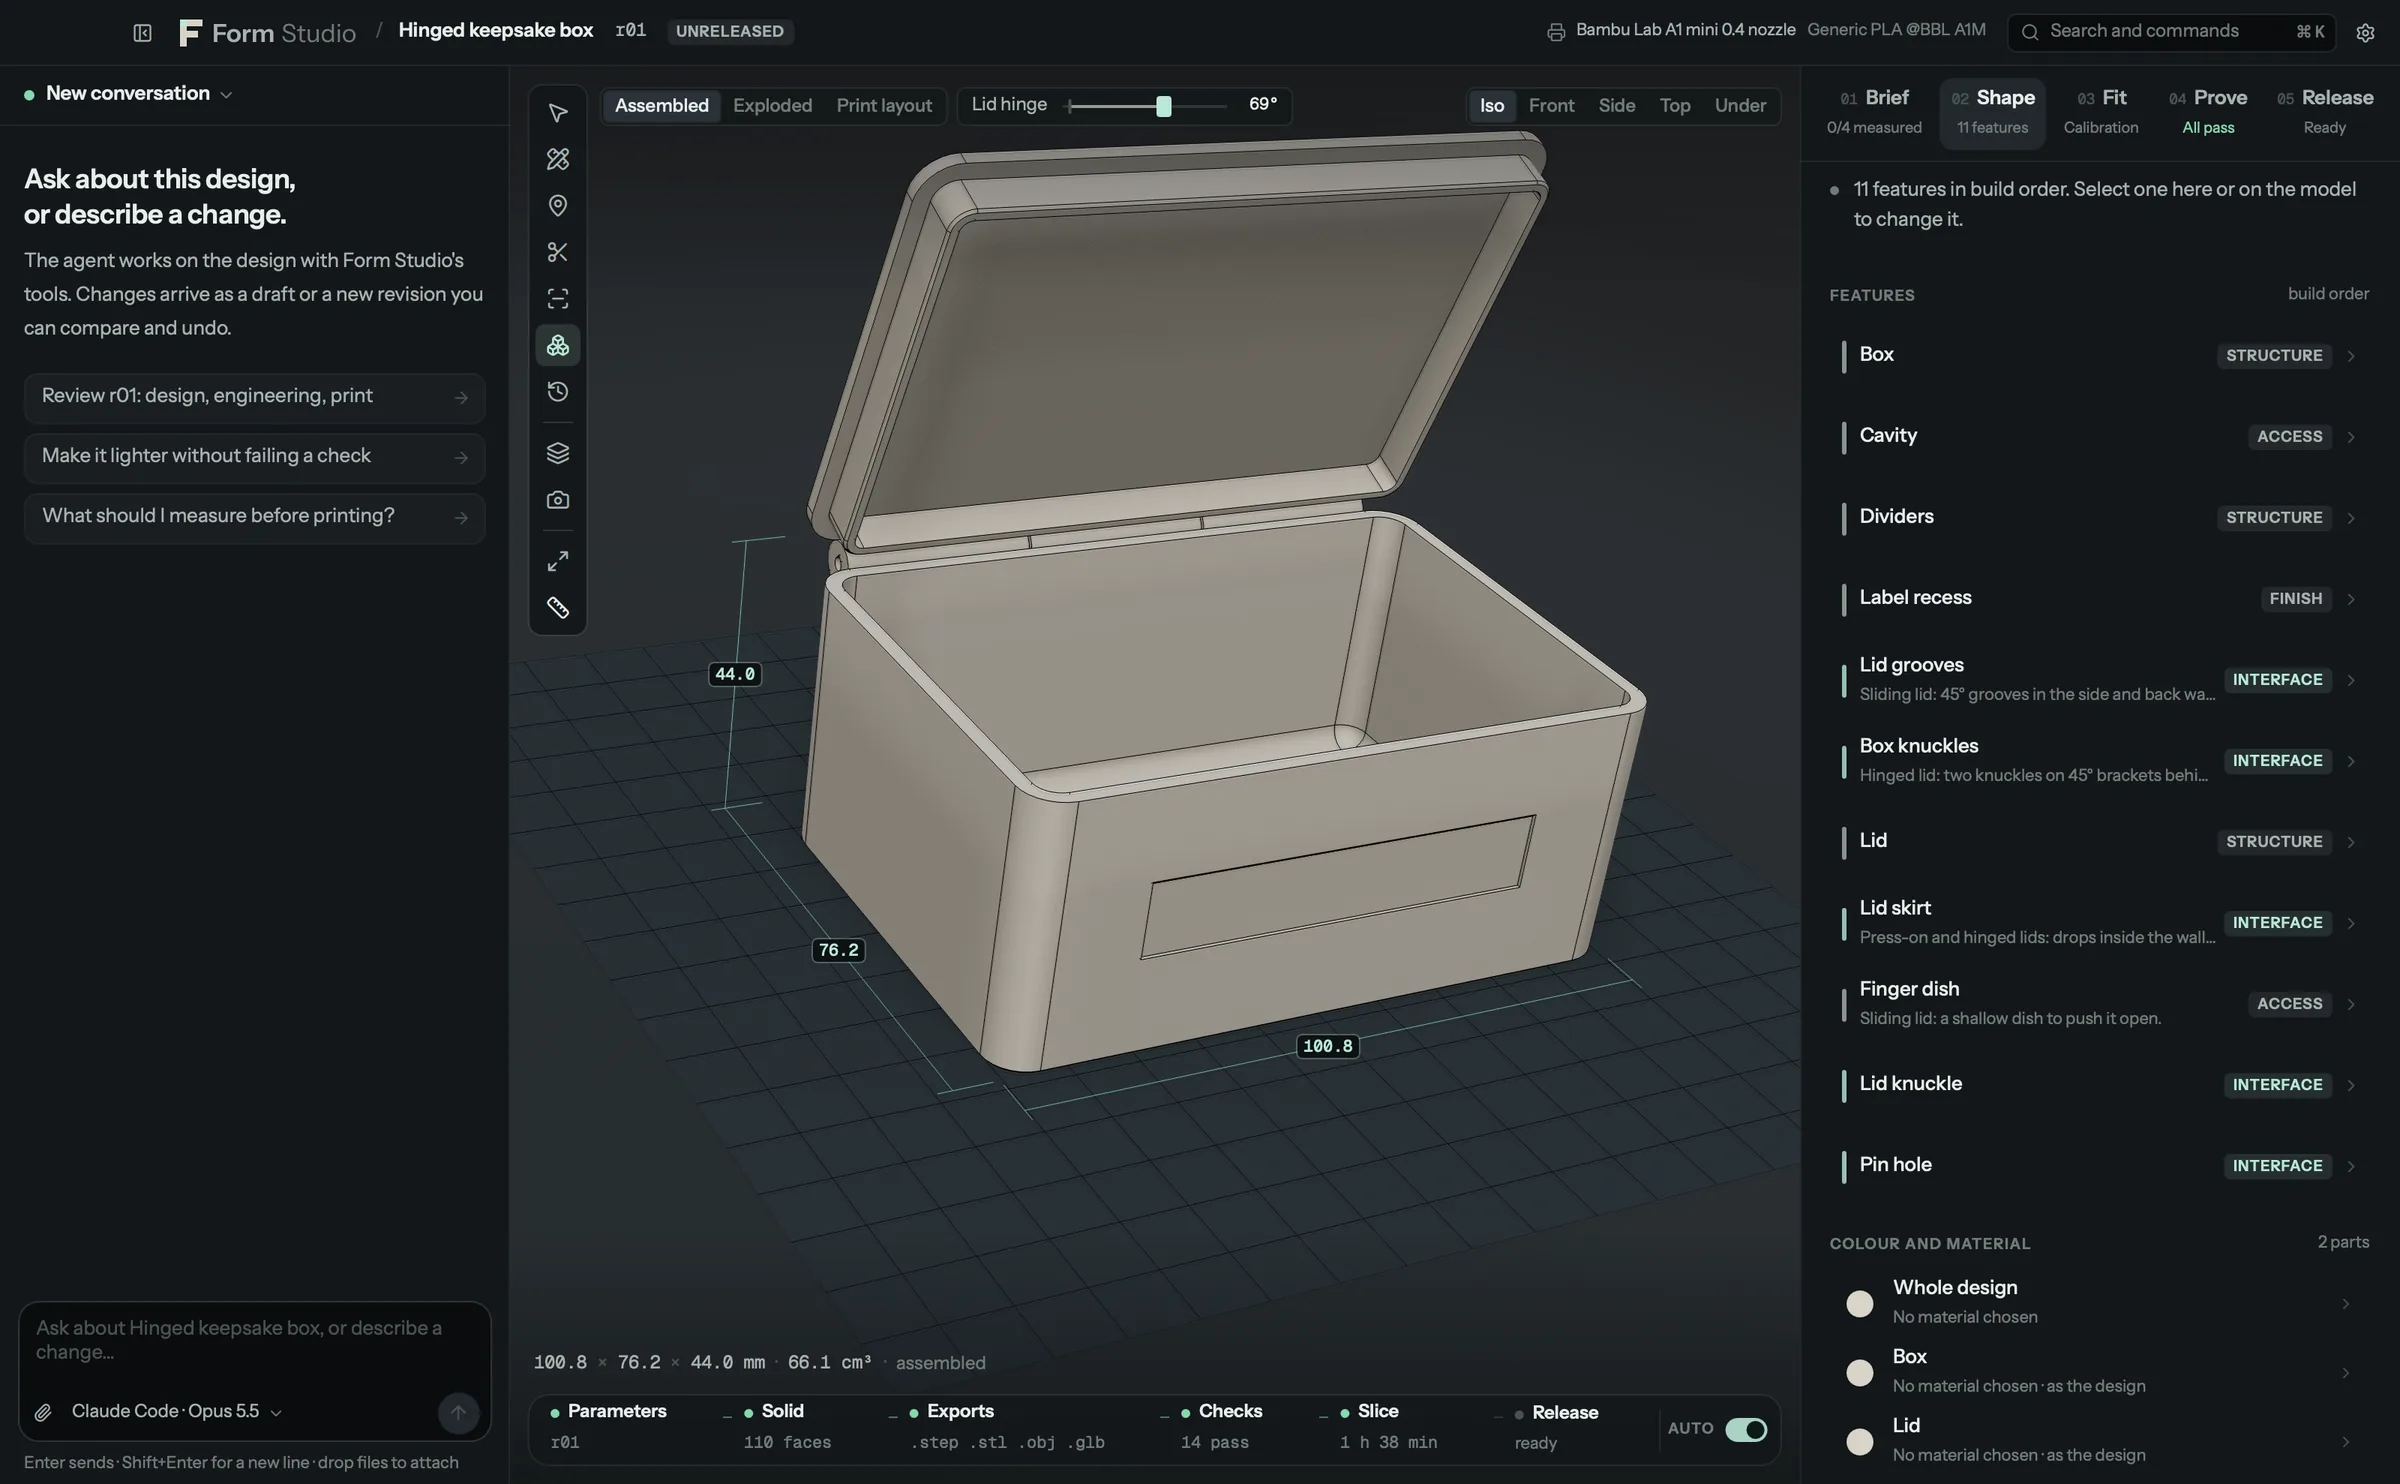 Form Studio / Hinged keepsake box r01 UNRELEASED
Bambu Lab A1 mini 0.4 nozzle Generic PLA @BBL A1M
Search and commands ⌘ K
New conversation
Ask about this design,
or describe a change.
The agent works on the design with Form Studio's
tools. Changes arrive as a draft or a new revision you
can compare and undo.
Review r01: design, engineering, print
Make it lighter without failing a check
What should I measure before printing?
Ask about Hinged keepsake box, or describe a
change...
Claude Code · Opus 5.5
Enter sends · Shift+Enter for a new line · drop files to attach
Assembled Exploded Print layout
Lid hinge 69°
Iso Front Side Top Under
44.0
76.2
100.8
100.8 × 76.2 × 44.0 mm · 66.1 cm³ · assembled
Parameters
r01
Solid
110 faces
Exports
.step .stl .obj .glb
Checks
14 pass
Slice
1 h 38 min
Release
ready
AUTO
01 Brief
0/4 measured
02 Shape
11 features
03 Fit
Calibration
04 Prove
All pass
05 Release
Ready
11 features in build order. Select one here or on the model
to change it.
FEATURES build order
Box STRUCTURE
Cavity ACCESS
Dividers STRUCTURE
Label recess FINISH
Lid grooves INTERFACE
Sliding lid: 45° grooves in the side and back wa...
Box knuckles INTERFACE
Hinged lid: two knuckles on 45° brackets behi...
Lid STRUCTURE
Lid skirt INTERFACE
Press-on and hinged lids: drops inside the wall...
Finger dish ACCESS
Sliding lid: a shallow dish to push it open.
Lid knuckle INTERFACE
Pin hole INTERFACE
COLOUR AND MATERIAL 2 parts
Whole design
No material chosen
Box
No material chosen · as the design
Lid
No material chosen · as the design